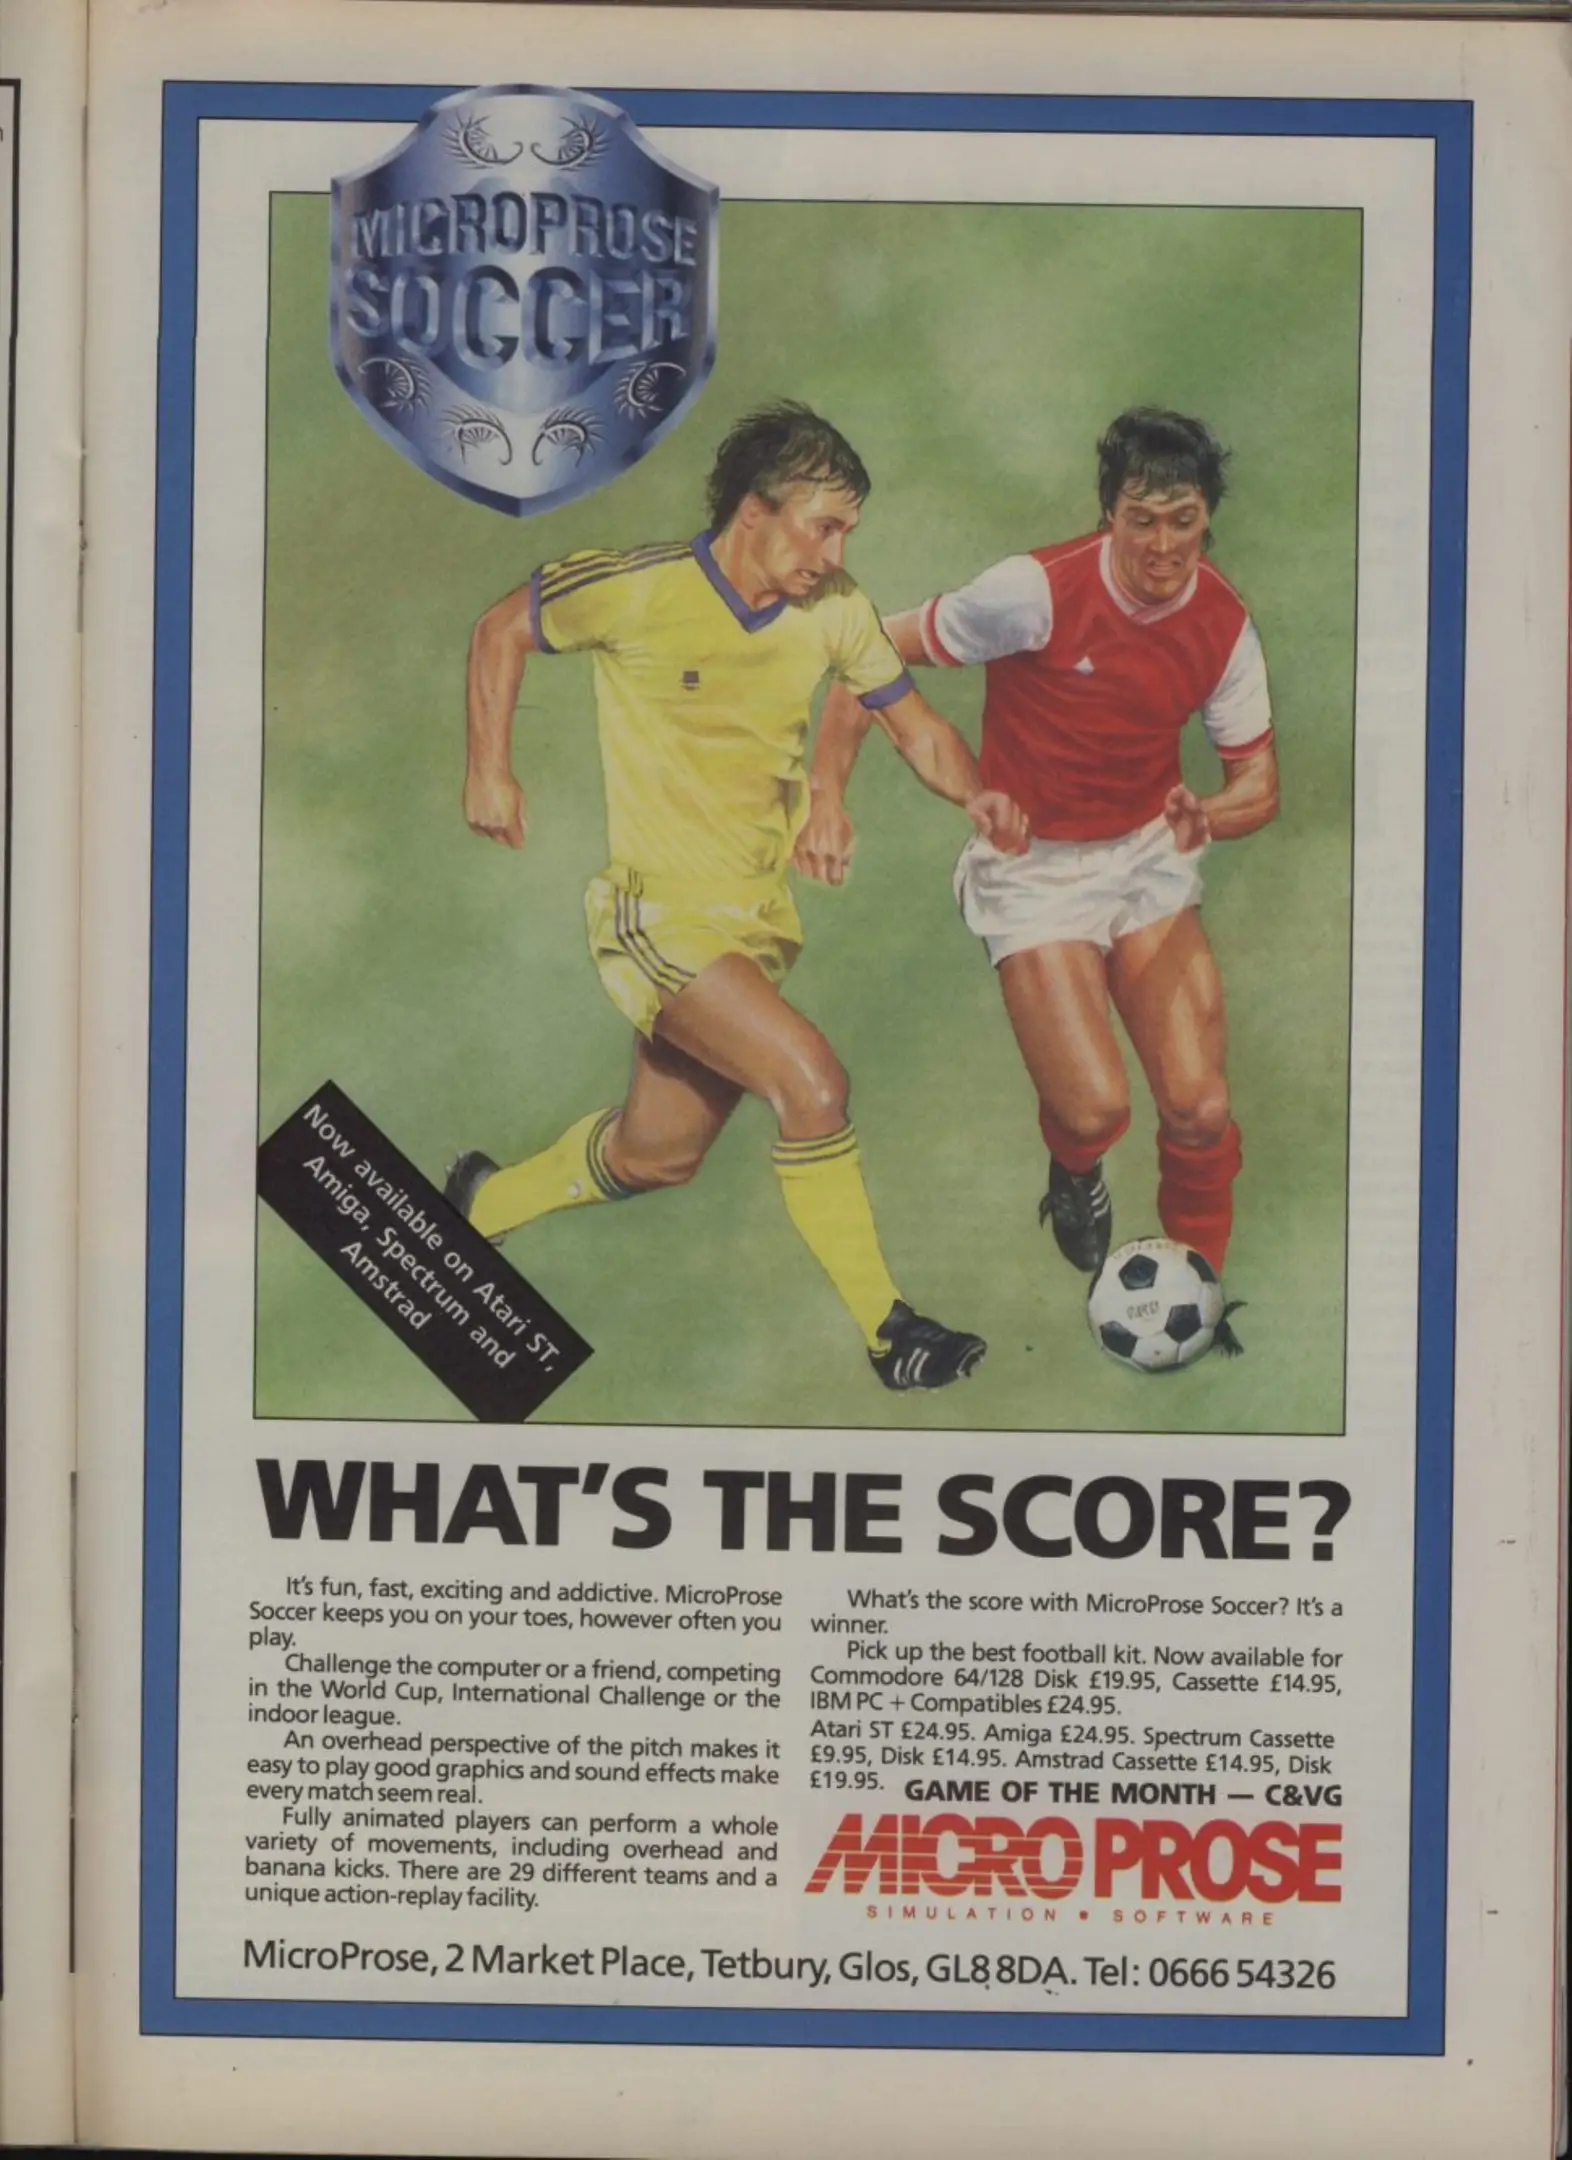 MICROPROSE
SOCCER
Now available on Atari ST,
Amiga, Spectrum and
Amstrad
WHAT'S THE SCORE?
It's fun, fast, exciting and addictive. MicroProse
Soccer keeps you on your toes, however often you
play.
Challenge the computer or a friend, competing
in the World Cup, International Challenge or the
indoor league.
An overhead perspective of the pitch makes it
easy to play good graphics and sound effects make
every match seem real.
Fully animated players can perform a whole
variety of movements, including overhead and
banana kicks. There are 29 different teams and a
unique action-replay facility.
What's the score with MicroProse Soccer? It's a
winner.
Pick up the best football kit. Now available for
Commodore 64/128 Disk £19.95, Cassette £14.95,
IBM PC + Compatibles £24.95.
Atari ST £24.95. Amiga £24.95. Spectrum Cassette
£9.95, Disk £14.95. Amstrad Cassette £14.95, Disk
£19.95.
GAME OF THE MONTH — C&VG
MICRO PROSE
SIMULATION • SOFTWARE
MicroProse, 2 Market Place, Tetbury, Glos, GL8 8DA. Tel: 0666 54326